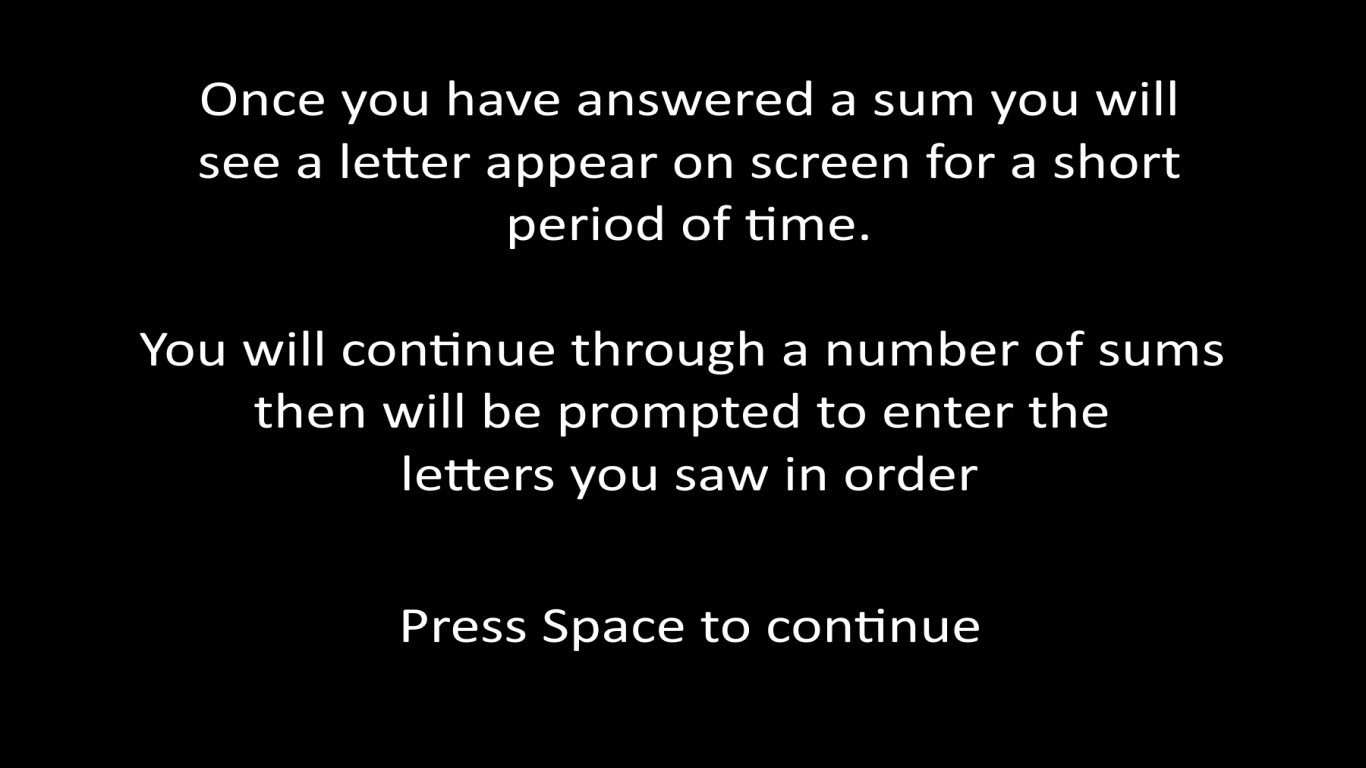 Once you have answered a sum you will
see a letter appear on screen for a short
period of time.
You will continue through a number of sums
then will be prompted to enter the
letters you saw in order
Press Space to continue